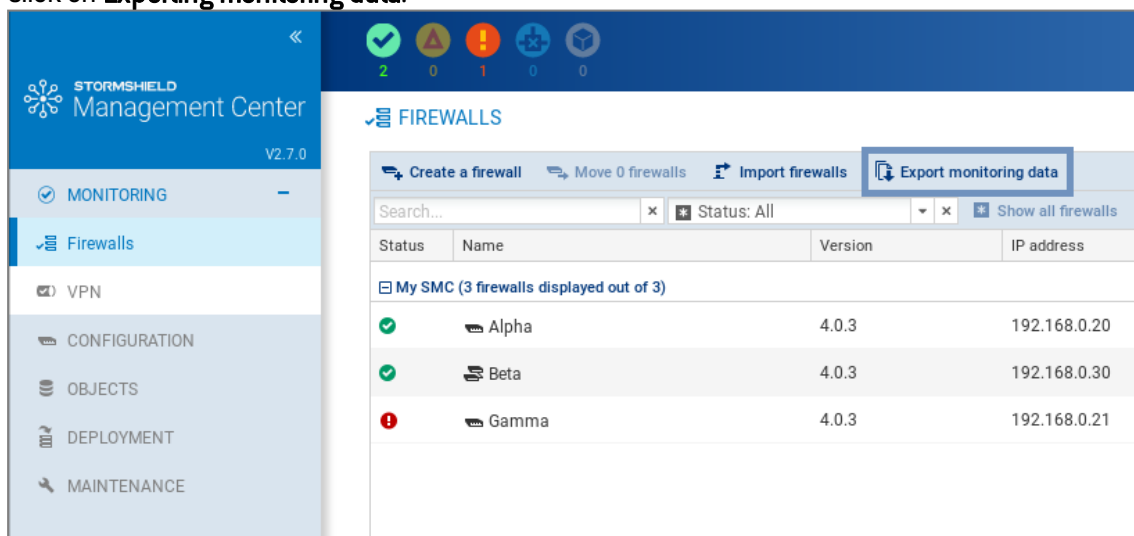 Click on Exporting monitoring data.
«
2 0 1 0 0
STORMSHIELD
Management Center
V2.7.0
FIREWALLS
Create a firewall Move 0 firewalls Import firewalls Export monitoring data
MONITORING −
Search... × Status: All × Show all firewalls
Firewalls
Status Name Version IP address
VPN
My SMC (3 firewalls displayed out of 3)
CONFIGURATION
Alpha 4.0.3 192.168.0.20
OBJECTS
Beta 4.0.3 192.168.0.30
DEPLOYMENT
Gamma 4.0.3 192.168.0.21
MAINTENANCE